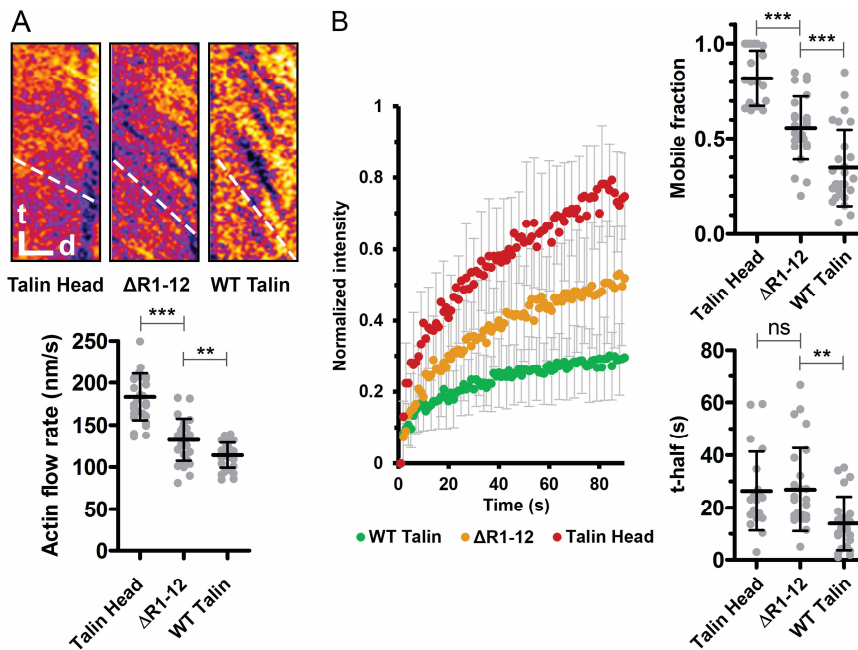 A
t
d
Talin Head
ΔR1-12
WT Talin
Actin flow rate (nm/s)
250
200
150
100
50
0
***
**
Talin Head
ΔR1-12
WT Talin
B
Normalized intensity
1
0.8
0.6
0.4
0.2
0
0
20
40
60
80
Time (s)
WT Talin
ΔR1-12
Talin Head
Mobile fraction
1.0
0.5
0.0
***
***
Talin Head
ΔR1-12
WT Talin
t-half (s)
80
60
40
20
0
ns
**
Talin Head
ΔR1-12
WT Talin